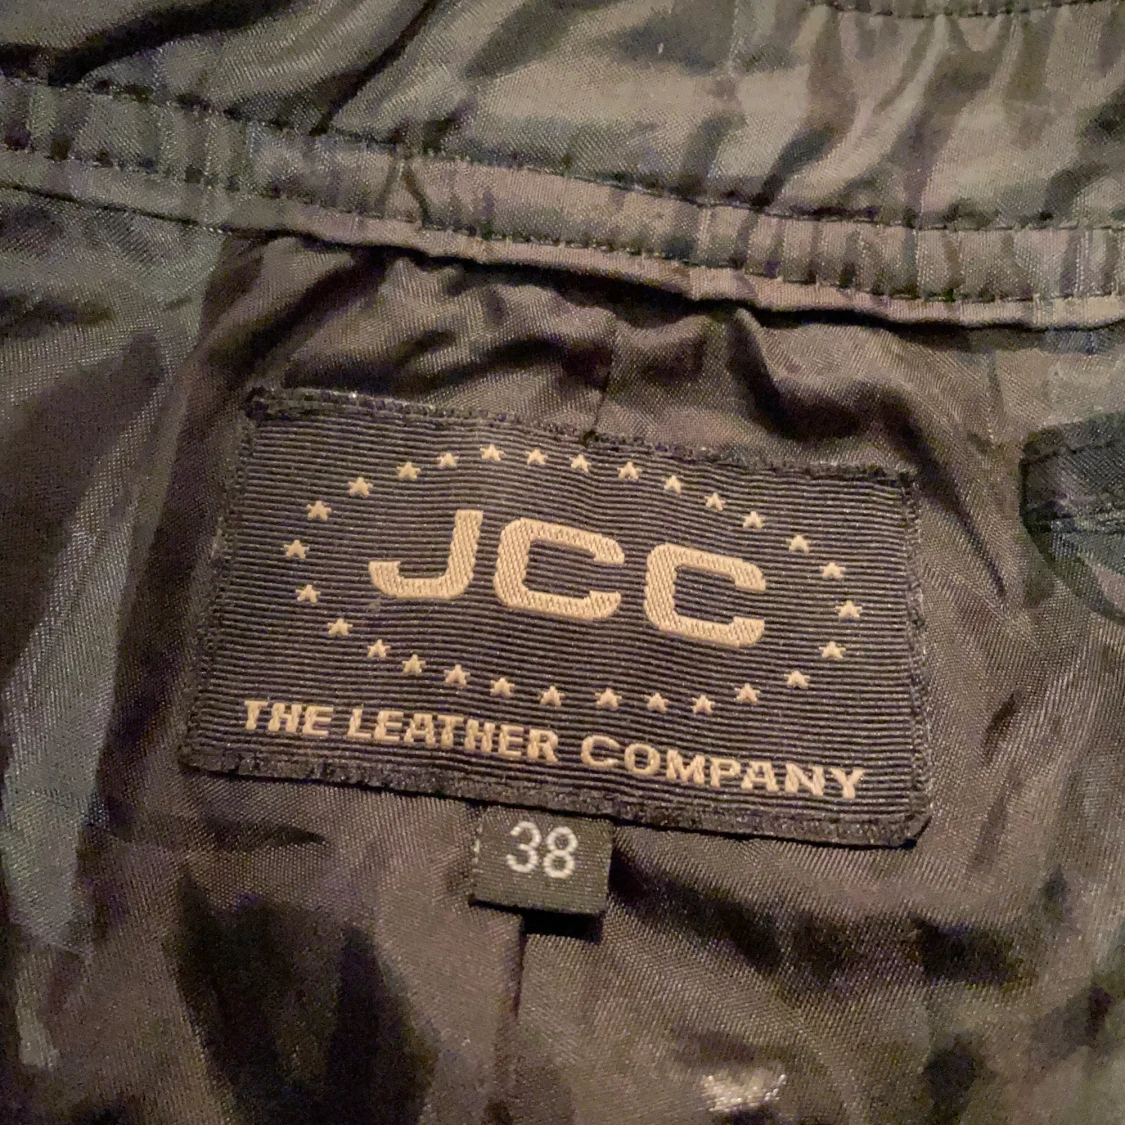 JCC
THE LEATHER COMPANY
38